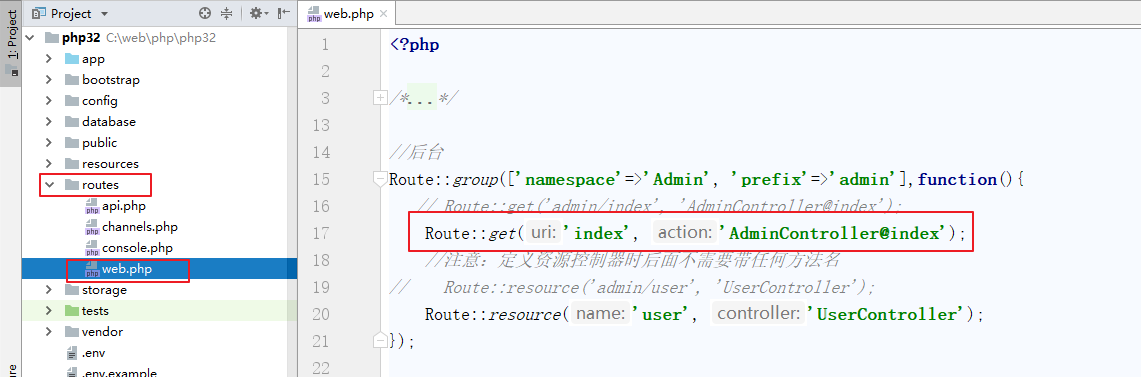 Project
web.php
1: Project
php32 C:\web\php\php32
app
bootstrap
config
database
public
resources
routes
api.php
channels.php
console.php
web.php
storage
tests
vendor
.env
.env.example
1 <?php
2
3 /*...*/
13
14 //后台
15 Route::group(['namespace'=>'Admin', 'prefix'=>'admin'],function(){
16 // Route::get('admin/index', 'AdminController@index');
17 Route::get( uri: 'index', action: 'AdminController@index');
18 //注意：定义资源控制器时后面不需要带任何方法名
19 // Route::resource('admin/user', 'UserController');
20 Route::resource( name: 'user', controller: 'UserController');
21 });
22